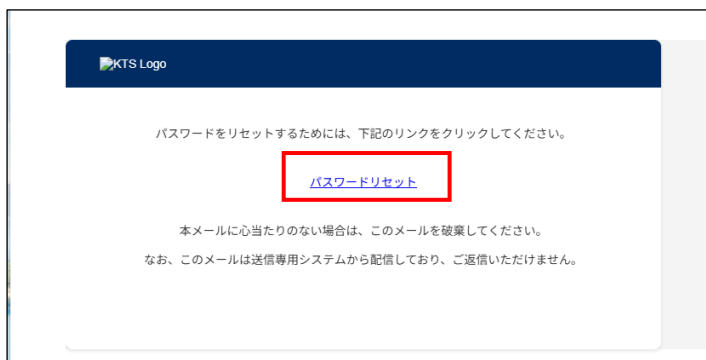 KTS Logo
パスワードをリセットするためには、下記のリンクをクリックしてください。
パスワードリセット
本メールに心当たりのない場合は、このメールを破棄してください。
なお、このメールは送信専用システムから配信しており、ご返信いただけません。